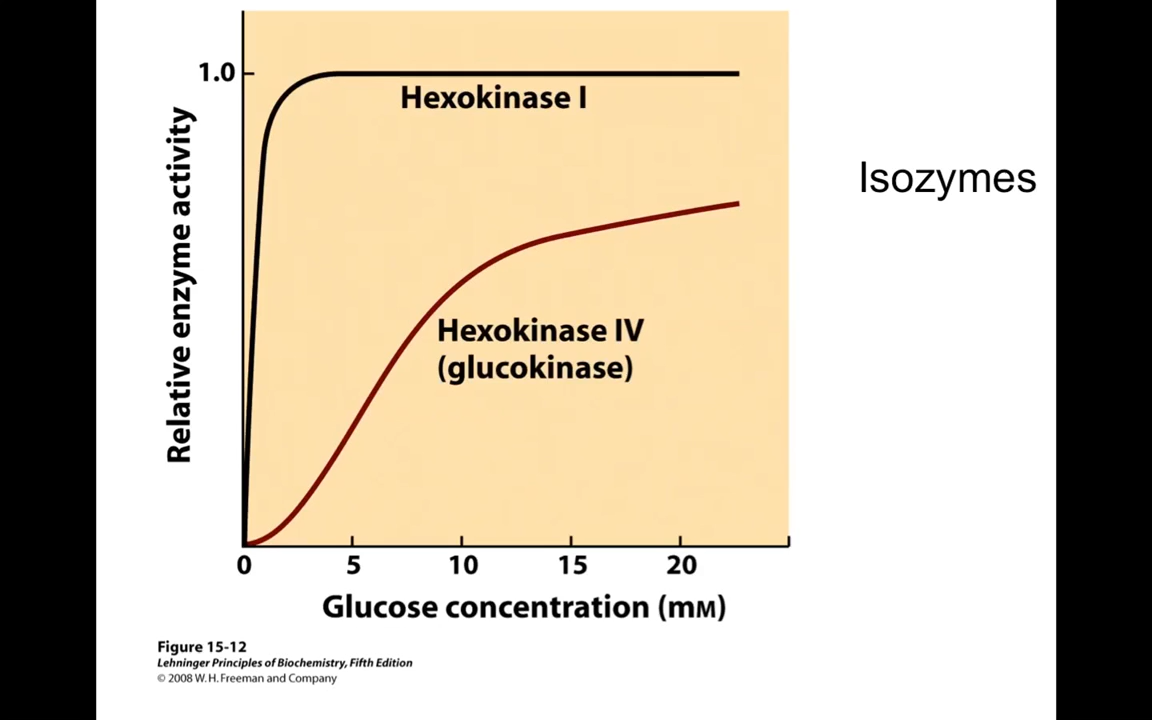 1.0
Hexokinase I
Isozymes
Relative enzyme activity
Hexokinase IV
(glucokinase)
0 5 10 15 20
Glucose concentration (mM)
Figure 15-12
Lehninger Principles of Biochemistry, Fifth Edition
© 2008 W. H. Freeman and Company